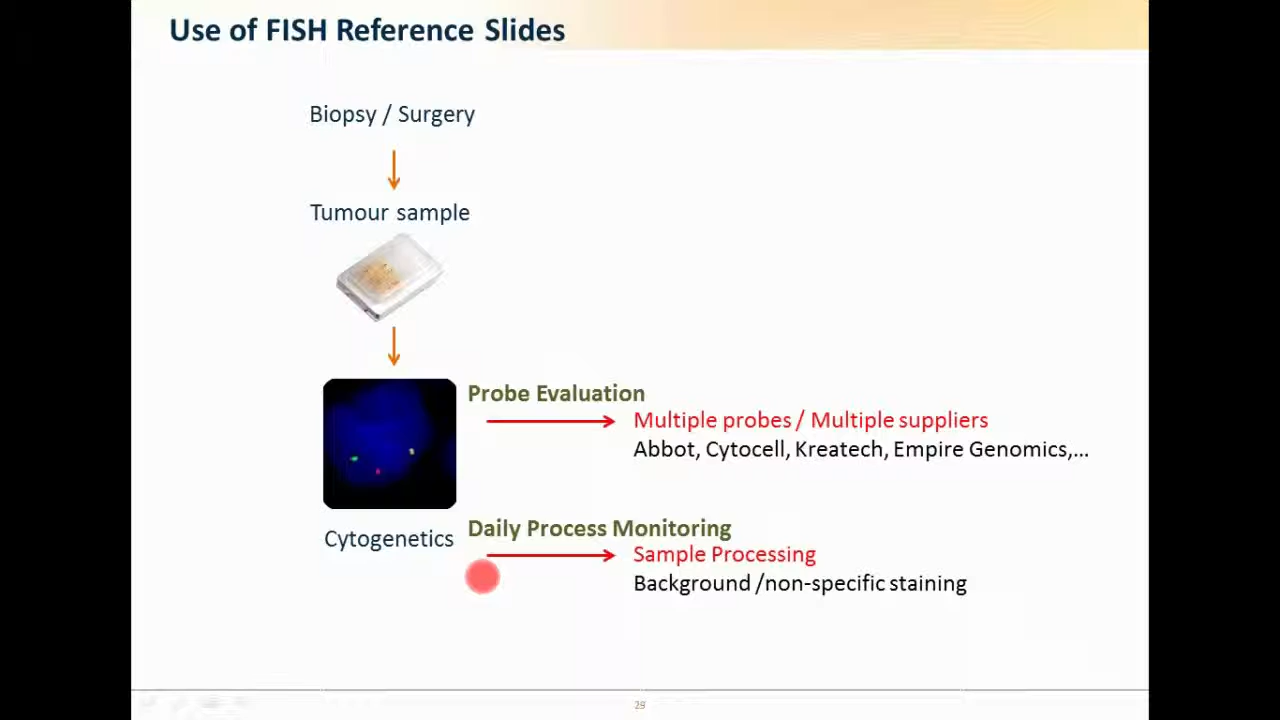 Use of FISH Reference Slides
Biopsy / Surgery
Tumour sample
Probe Evaluation
Multiple probes / Multiple suppliers
Abbot, Cytocell, Kreatech, Empire Genomics,...
Cytogenetics
Daily Process Monitoring
Sample Processing
Background /non-specific staining
29